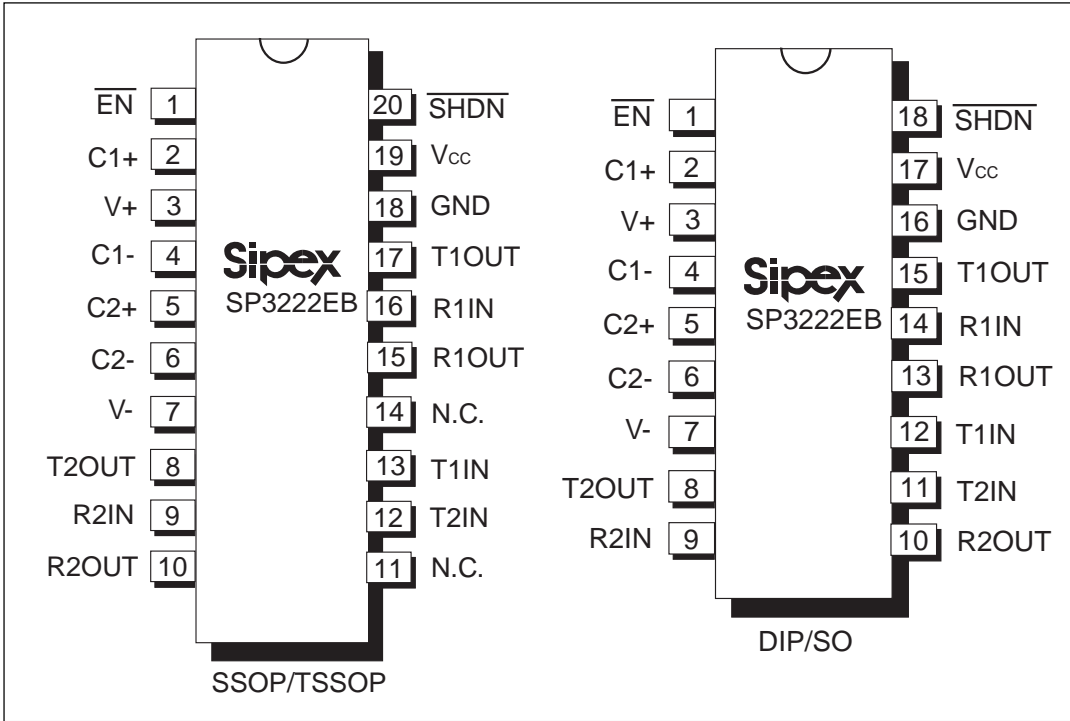 EN 1 20 SHDN
C1+ 2 19 VCC
V+ 3 18 GND
C1- 4 17 T1OUT
C2+ 5 16 R1IN
C2- 6 15 R1OUT
V- 7 14 N.C.
T2OUT 8 13 T1IN
R2IN 9 12 T2IN
R2OUT 10 11 N.C.
Sipex
SP3222EB
SSOP/TSSOP
EN 1 18 SHDN
C1+ 2 17 VCC
V+ 3 16 GND
C1- 4 15 T1OUT
C2+ 5 14 R1IN
C2- 6 13 R1OUT
V- 7 12 T1IN
T2OUT 8 11 T2IN
R2IN 9 10 R2OUT
Sipex
SP3222EB
DIP/SO